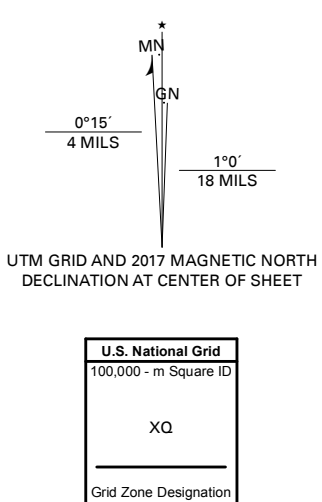 ★
MN
GN
0°15´
4 MILS
1°0´
18 MILS
UTM GRID AND 2017 MAGNETIC NORTH
DECLINATION AT CENTER OF SHEET
U.S. National Grid
100,000 - m Square ID
XQ
Grid Zone Designation